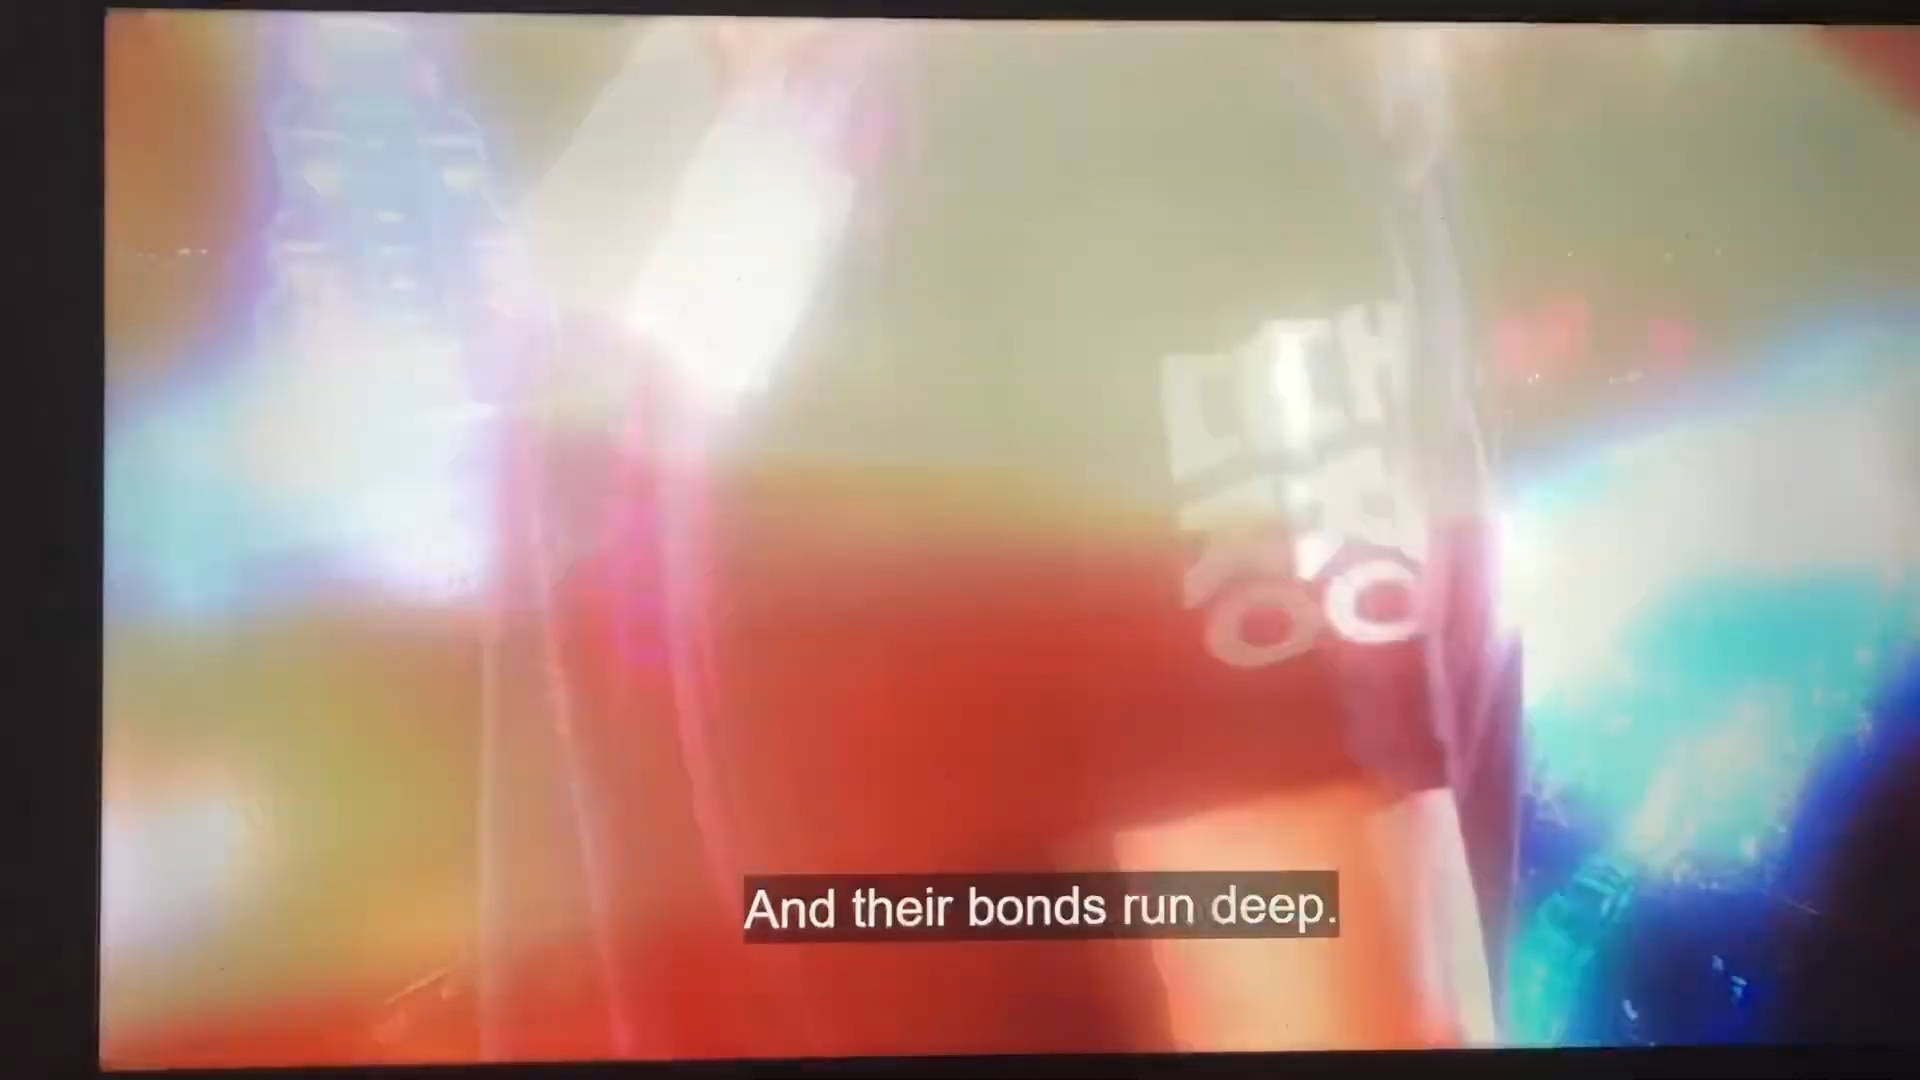 And their bonds run deep.